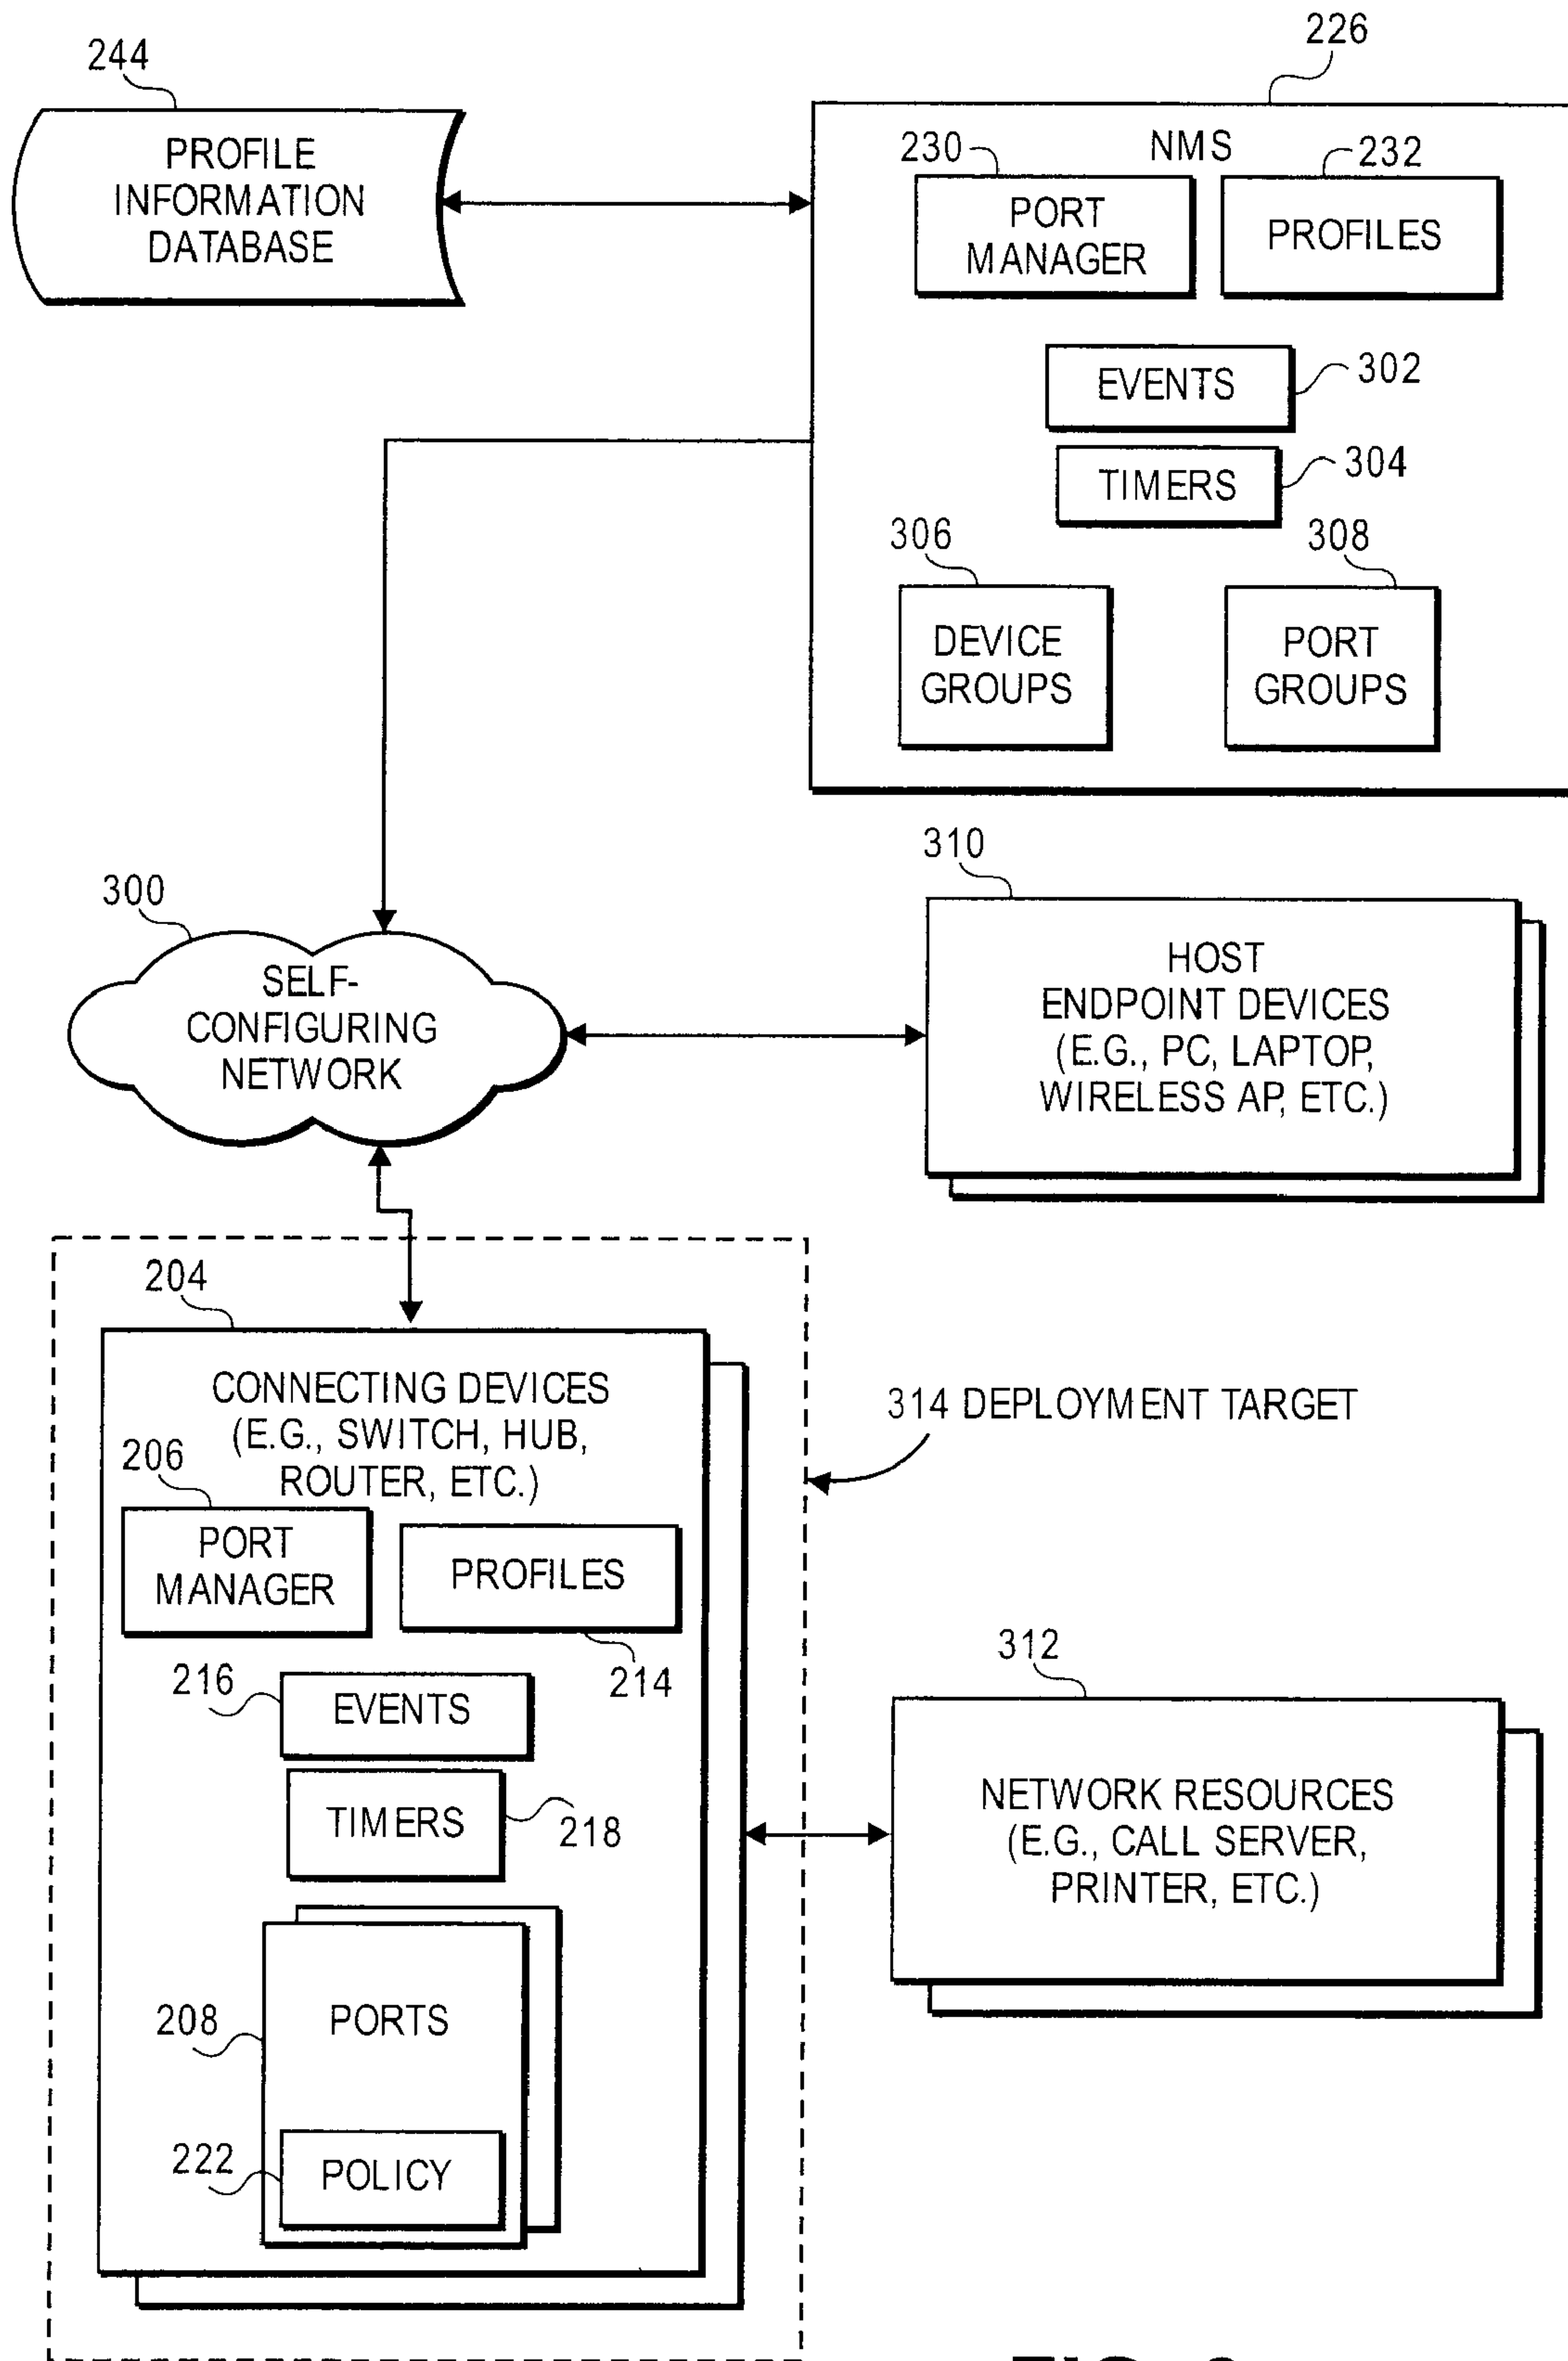 244
226
PROFILE
INFORMATION
DATABASE
NMS
230
232
PORT
MANAGER
PROFILES
EVENTS
302
TIMERS
304
306
308
DEVICE
GROUPS
PORT
GROUPS
300
SELF-
CONFIGURING
NETWORK
310
HOST
ENDPOINT DEVICES
(E.G., PC, LAPTOP,
WIRELESS AP, ETC.)
204
CONNECTING DEVICES
(E.G., SWITCH, HUB,
ROUTER, ETC.)
314 DEPLOYMENT TARGET
206
PORT
MANAGER
PROFILES
214
216
EVENTS
TIMERS
218
312
NETWORK RESOURCES
(E.G., CALL SERVER,
PRINTER, ETC.)
208
PORTS
222
POLICY